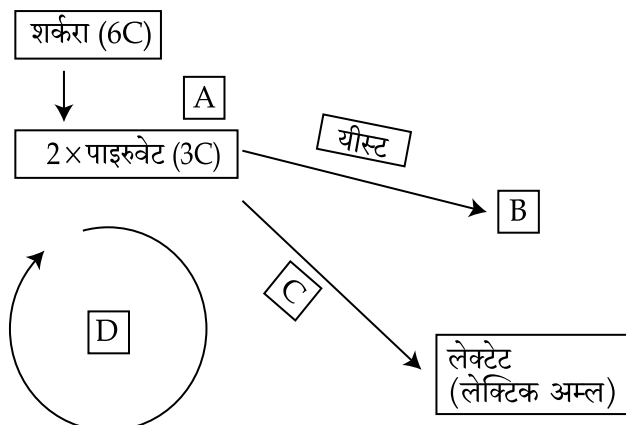 शर्करा (6C)
A
2×पाइरुवेट (3C)
यीस्ट
B
C
D
लेक्टेट
(लेक्टिक अम्ल)